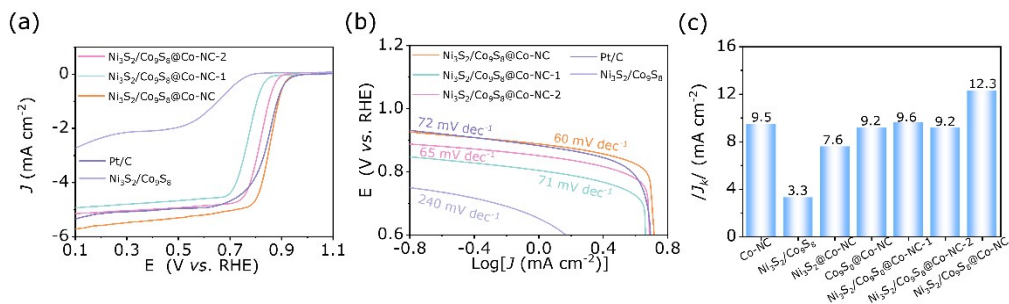 (a)
Ni₃S₂/Co₉S₈@Co-NC-2
Ni₃S₂/Co₉S₈@Co-NC-1
Ni₃S₂/Co₉S₈@Co-NC
Pt/C
Ni₃S₂/Co₉S₈
J (mA cm⁻²)
0
-2
-4
-6
0.1 0.3 0.5 0.7 0.9 1.1
E (V vs. RHE)
(b)
Ni₃S₂/Co₉S₈@Co-NC
Pt/C
Ni₂S₂/Co₉S₈@Co-NC-1
Ni₃S₂/Co₉S₈
Ni₃S₂/Co₉S₈@Co-NC-2
72 mV dec⁻¹
60 mV dec⁻¹
65 mV dec⁻¹
71 mV dec⁻¹
240 mV dec⁻¹
E (V vs. RHE)
1.2
1.0
0.8
0.6
-0.8 -0.4 0.0 0.4 0.8
Log[J (mA cm⁻²)]
(c)
/Jₖ/ (mA cm⁻²)
16
12
8
4
0
9.5
3.3
7.6
9.2
9.6
9.2
12.3
Co-NC
Ni₃S₂/Co₉S₈
Ni₃S₂@Co-NC
Co₉S₈@Co-NC
Ni₃S₂/Co₉S₈@Co-NC-1
Ni₃S₂/Co₉S₈@Co-NC-2
Ni₃S₂/Co₉S₈@Co-NC